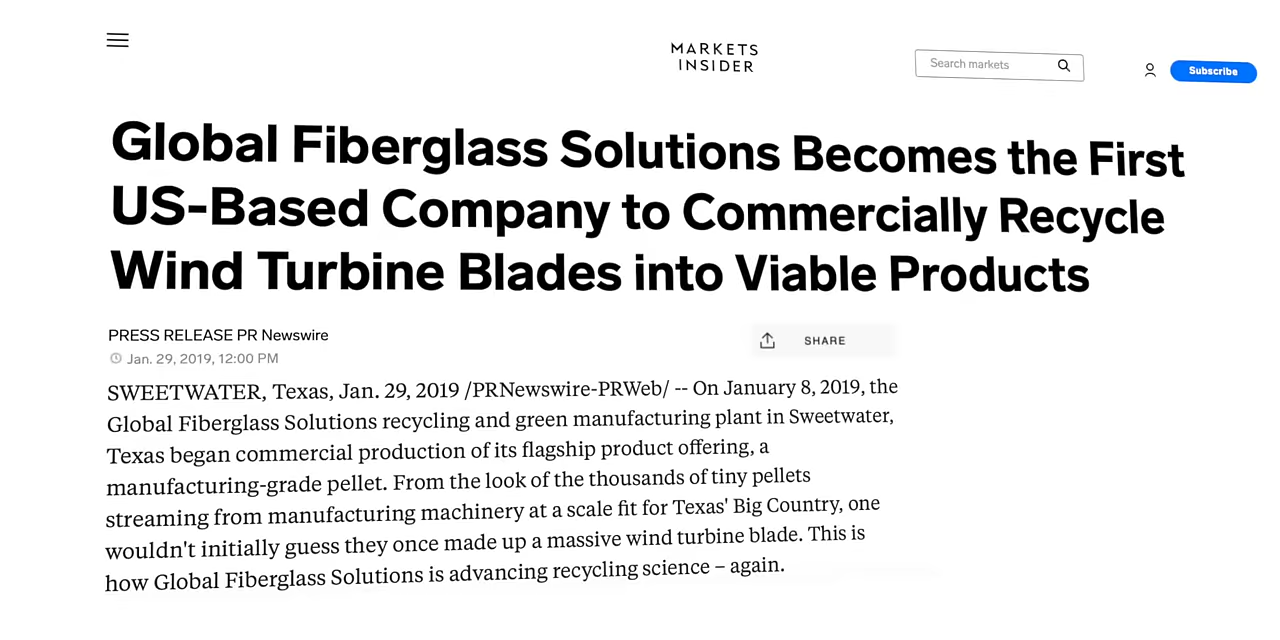 MARKETS
INSIDER
Search markets
Subscribe
Global Fiberglass Solutions Becomes the First
US-Based Company to Commercially Recycle
Wind Turbine Blades into Viable Products
PRESS RELEASE PR Newswire
Jan. 29, 2019, 12:00 PM
SHARE
SWEETWATER, Texas, Jan. 29, 2019 /PRNewswire-PRWeb/ -- On January 8, 2019, the
Global Fiberglass Solutions recycling and green manufacturing plant in Sweetwater,
Texas began commercial production of its flagship product offering, a
manufacturing-grade pellet. From the look of the thousands of tiny pellets
streaming from manufacturing machinery at a scale fit for Texas' Big Country, one
wouldn't initially guess they once made up a massive wind turbine blade. This is
how Global Fiberglass Solutions is advancing recycling science – again.